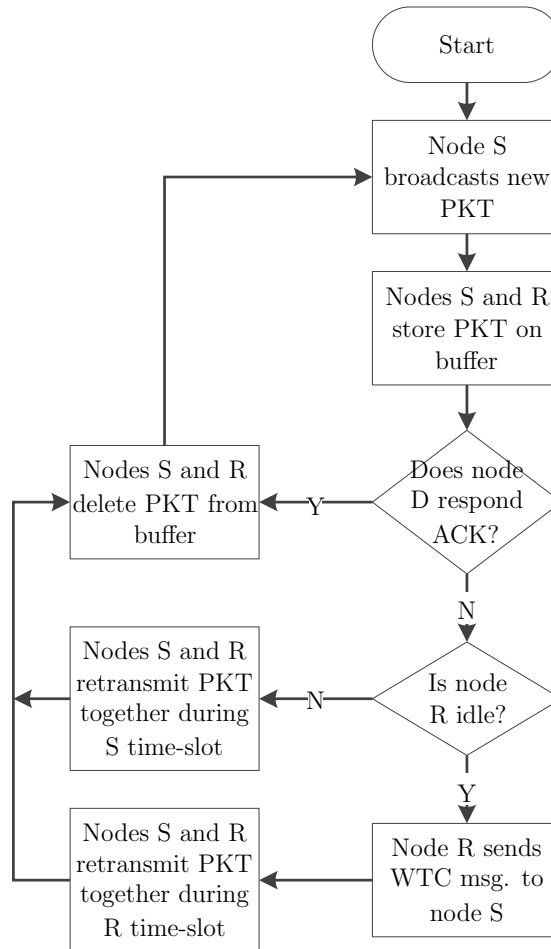 Start
Node S
broadcasts new
PKT
Nodes S and R
store PKT on
buffer
Does node
D respond
ACK?
Y
Nodes S and R
delete PKT from
buffer
N
Is node
R idle?
N
Nodes S and R
retransmit PKT
together during
S time-slot
Y
Node R sends
WTC msg. to
node S
Nodes S and R
retransmit PKT
together during
R time-slot